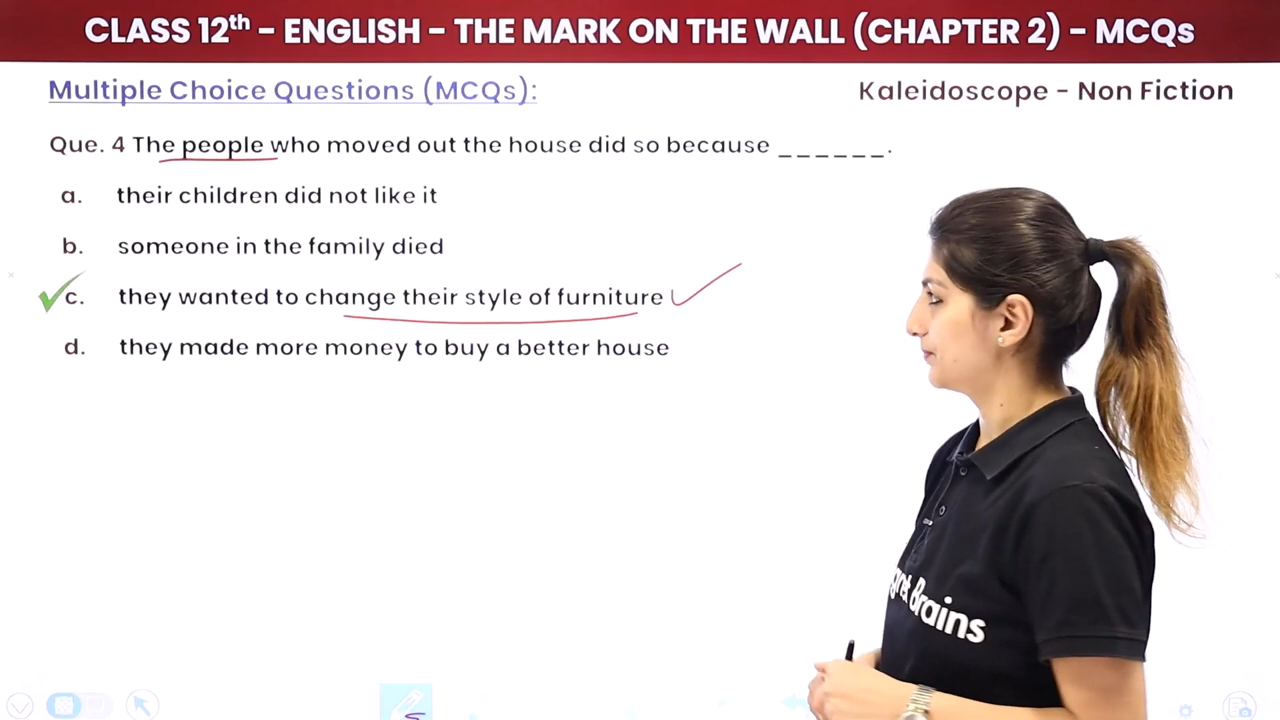 CLASS 12th – ENGLISH – THE MARK ON THE WALL (CHAPTER 2) – MCQs
Multiple Choice Questions (MCQs):
Kaleidoscope - Non Fiction
Que. 4 The people who moved out the house did so because ______.
a. their children did not like it
b. someone in the family died
c. they wanted to change their style of furniture
d. they made more money to buy a better house
Brains